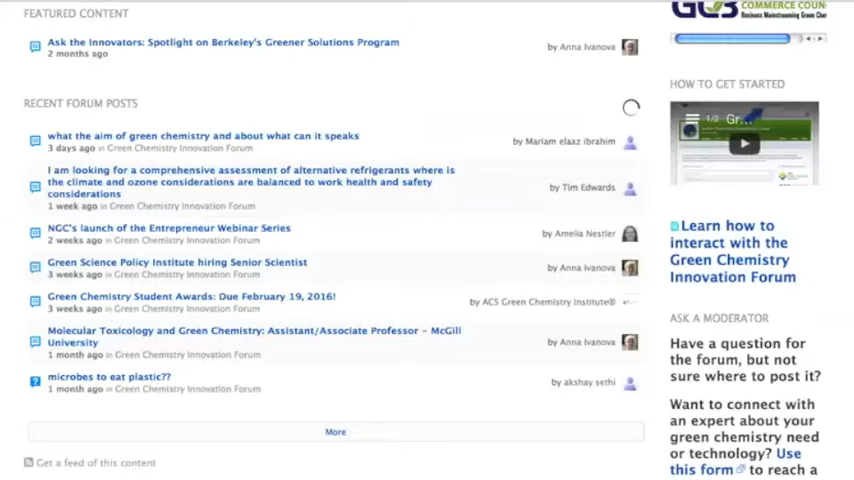 FEATURED CONTENT
Ask the Innovators: Spotlight on Berkeley's Greener Solutions Program
2 months ago
by Anna Ivanova
RECENT FORUM POSTS
what the aim of green chemistry and about what can it speaks
3 days ago in Green Chemistry Innovation Forum
by Mariam elaaz ibrahim
I am looking for a comprehensive assessment of alternative refrigerants where is
the climate and ozone considerations are balanced to work health and safety
considerations
1 week ago in Green Chemistry Innovation Forum
by Tim Edwards
NGC's launch of the Entrepreneur Webinar Series
2 weeks ago in Green Chemistry Innovation Forum
by Amelia Nestler
Green Science Policy Institute hiring Senior Scientist
3 weeks ago in Green Chemistry Innovation Forum
by Anna Ivanova
Green Chemistry Student Awards: Due February 19, 2016!
3 weeks ago in Green Chemistry Innovation Forum
by ACS Green Chemistry Institute®
Molecular Toxicology and Green Chemistry: Assistant/Associate Professor - McGill
University
1 month ago in Green Chemistry Innovation Forum
by Anna Ivanova
microbes to eat plastic??
1 month ago in Green Chemistry Innovation Forum
by akshay sethi
More
Get a feed of this content
GC3 COMMERCE COUN
Business Mainstreaming Green Cher
HOW TO GET STARTED
1/2 Gr...
Learn how to
interact with the
Green Chemistry
Innovation Forum
ASK A MODERATOR
Have a question for
the forum, but not
sure where to post it?
Want to connect with
an expert about your
green chemistry need
or technology? Use
this form to reach a